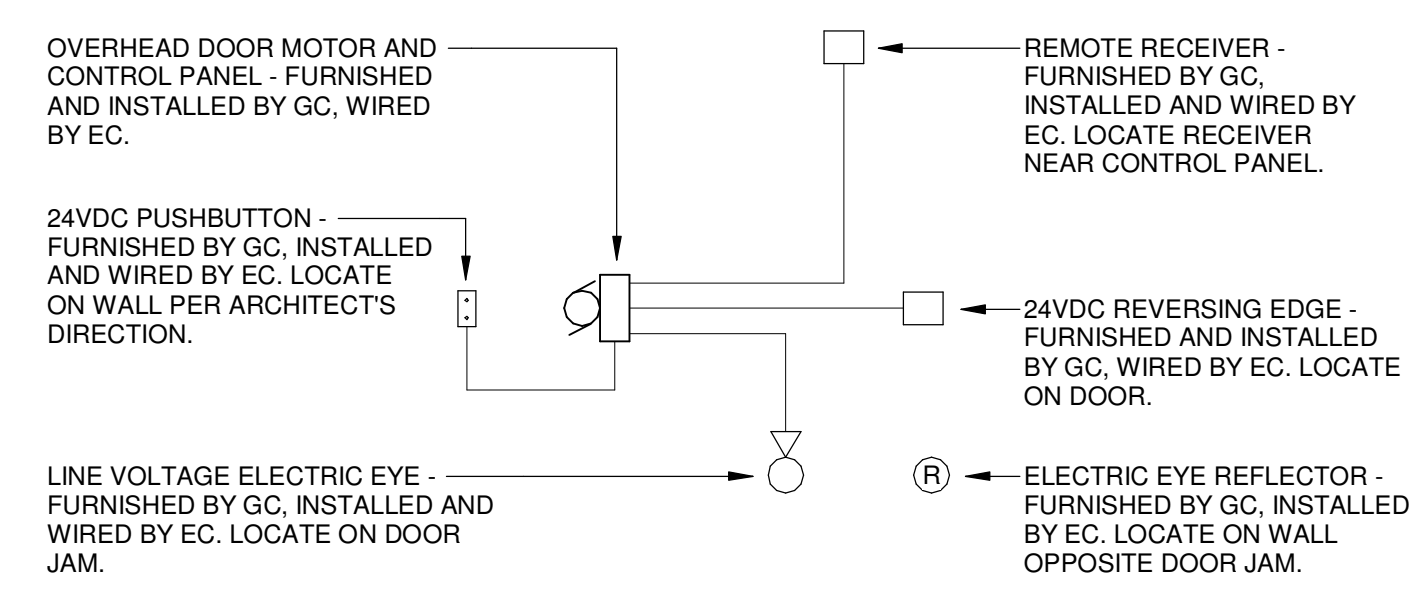 OVERHEAD DOOR MOTOR AND
CONTROL PANEL - FURNISHED
AND INSTALLED BY GC, WIRED
BY EC.
REMOTE RECEIVER -
FURNISHED BY GC,
INSTALLED AND WIRED BY
EC. LOCATE RECEIVER
NEAR CONTROL PANEL.
24VDC PUSHBUTTON -
FURNISHED BY GC, INSTALLED
AND WIRED BY EC. LOCATE
ON WALL PER ARCHITECT'S
DIRECTION.
24VDC REVERSING EDGE -
FURNISHED AND INSTALLED
BY GC, WIRED BY EC. LOCATE
ON DOOR.
LINE VOLTAGE ELECTRIC EYE -
FURNISHED BY GC, INSTALLED AND
WIRED BY EC. LOCATE ON DOOR
JAM.
R
ELECTRIC EYE REFLECTOR -
FURNISHED BY GC, INSTALLED
BY EC. LOCATE ON WALL
OPPOSITE DOOR JAM.